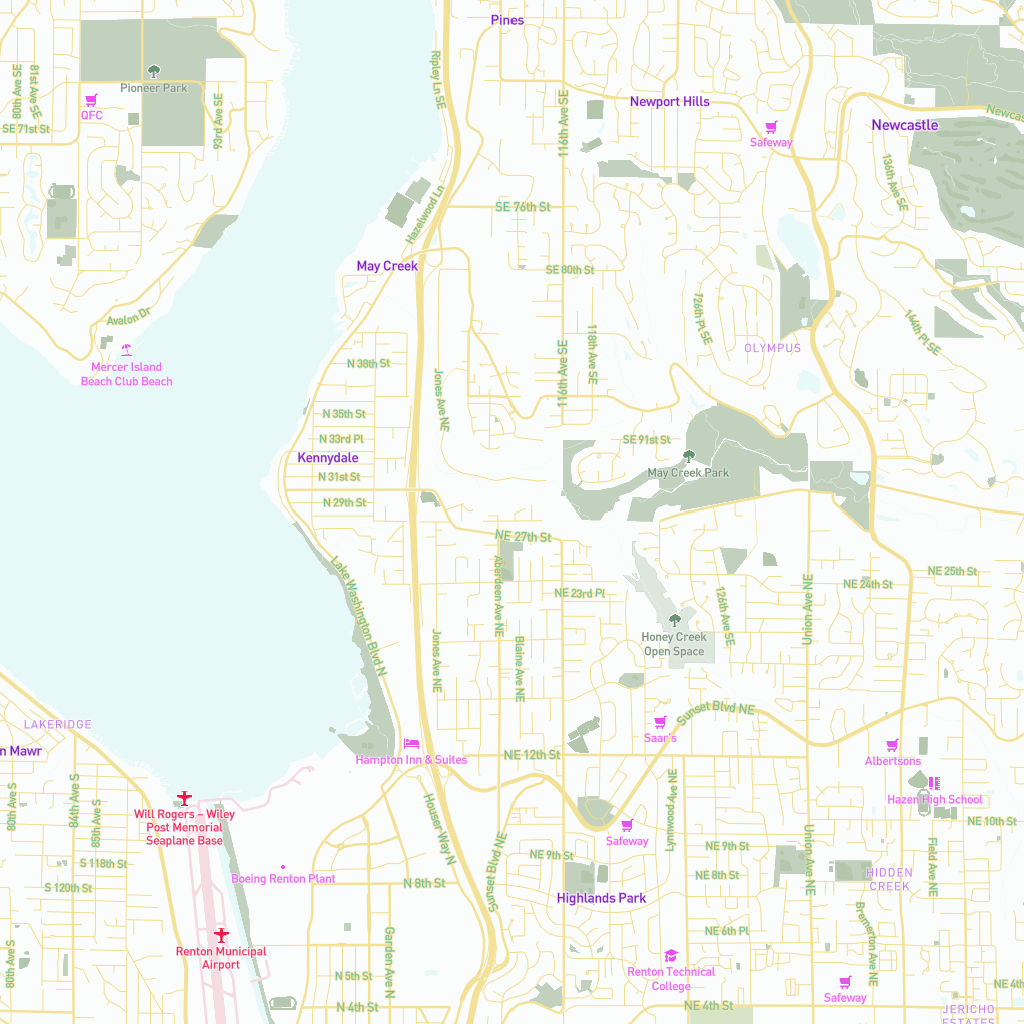 Pines
Ripley Ln SE
Pioneer Park
80th Ave SE
81st Ave SE
QFC
93rd Ave SE
SE 71st St
116th Ave SE
Newport Hills
Safeway
Newcastle
Newcas
136th Ave SE
SE 76th St
Hazelwood Ln
May Creek
SE 80th St
Avalon Dr
126th Pl SE
144th Pl SE
118th Ave SE
116th Ave SE
OLYMPUS
Mercer Island
Beach Club Beach
N 38th St
Jones Ave NE
N 35th St
N 33rd Pl
SE 91st St
Kennydale
May Creek Park
N 31st St
N 29th St
NE 27th St
Lake Washington Blvd N
Aberdeen Ave NE
NE 25th St
NE 24th St
NE 23rd Pl
126th Ave SE
Union Ave NE
Honey Creek
Open Space
Jones Ave NE
Blaine Ave NE
LAKERIDGE
n Mawr
Sunset Blvd NE
Saar's
Albertsons
NE 12th St
Hampton Inn & Suites
80th Ave S
84th Ave S
85th Ave S
Will Rogers – Wiley
Post Memorial
Seaplane Base
Houser Way N
Sunset Blvd NE
Safeway
Lynnwood Ave NE
Hazen High School
NE 10th St
Union Ave NE
Field Ave NE
S 118th St
NE 9th St
NE 9th St
S 120th St
Boeing Renton Plant
N 8th St
NE 8th St
HIDDEN
CREEK
Highlands Park
Bremerton Ave NE
NE 6th Pl
80th Ave S
Renton Municipal
Airport
Garden Ave N
N 5th St
Renton Technical
College
N 4th St
NE 4th St
Safeway
NE 4th
JERICHO
ESTATES